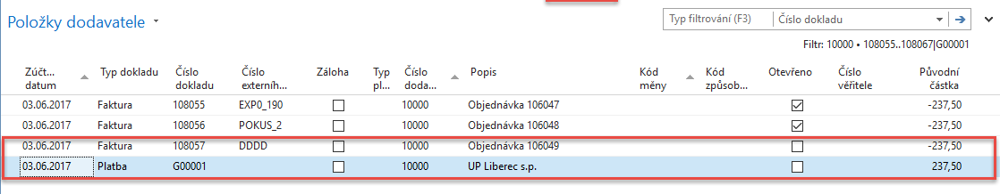 Položky dodavatele
Typ filtrování (F3) Číslo dokladu
Filtr: 10000 • 108055..108067|G00001
Zúčt... datum Typ dokladu Číslo dokladu Číslo externíh... Záloha Typ pl... Číslo doda... Popis Kód měny Kód způsob... Otevřeno Číslo věřitele Původní částka
03.06.2017 Faktura 108055 EXP0_190 10000 Objednávka 106047 -237,50
03.06.2017 Faktura 108056 POKUS_2 10000 Objednávka 106048 -237,50
03.06.2017 Faktura 108057 DDDD 10000 Objednávka 106049 -237,50
03.06.2017 Platba G00001 10000 UP Liberec s.p. 237,50